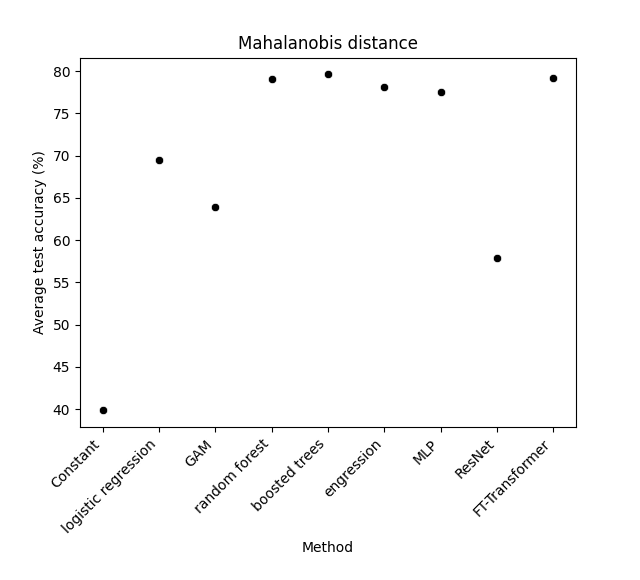 Mahalanobis distance
Average test accuracy (%)
80
75
70
65
60
55
50
45
40
Constant
logistic regression
GAM
random forest
boosted trees
engression
MLP
ResNet
FT-Transformer
Method